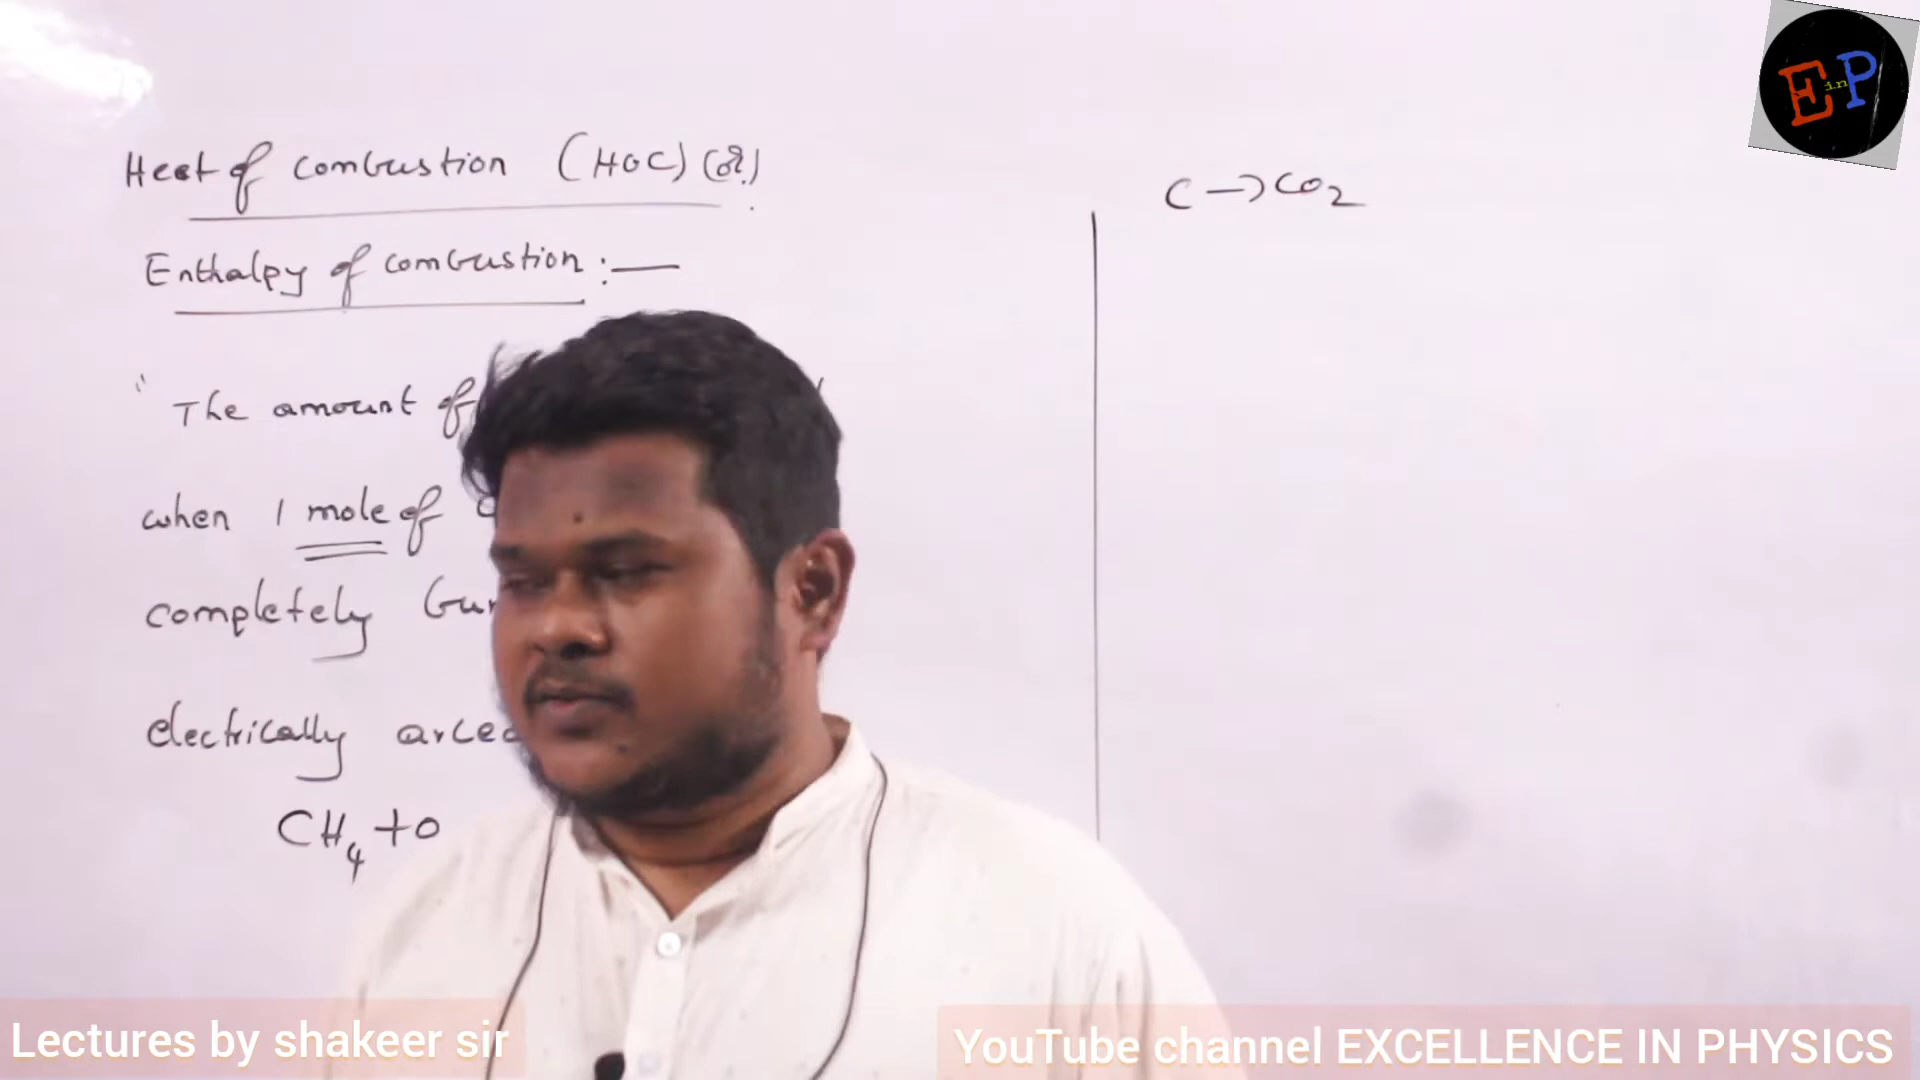 Heat of combustion (HOC) (or)
Enthalpy of combustion :—
" The amount of
when 1 mole of
completely
electrically
CH4 + O
C → CO2
E in P
Lectures by shakeer sir
YouTube channel EXCELLENCE IN PHYSICS